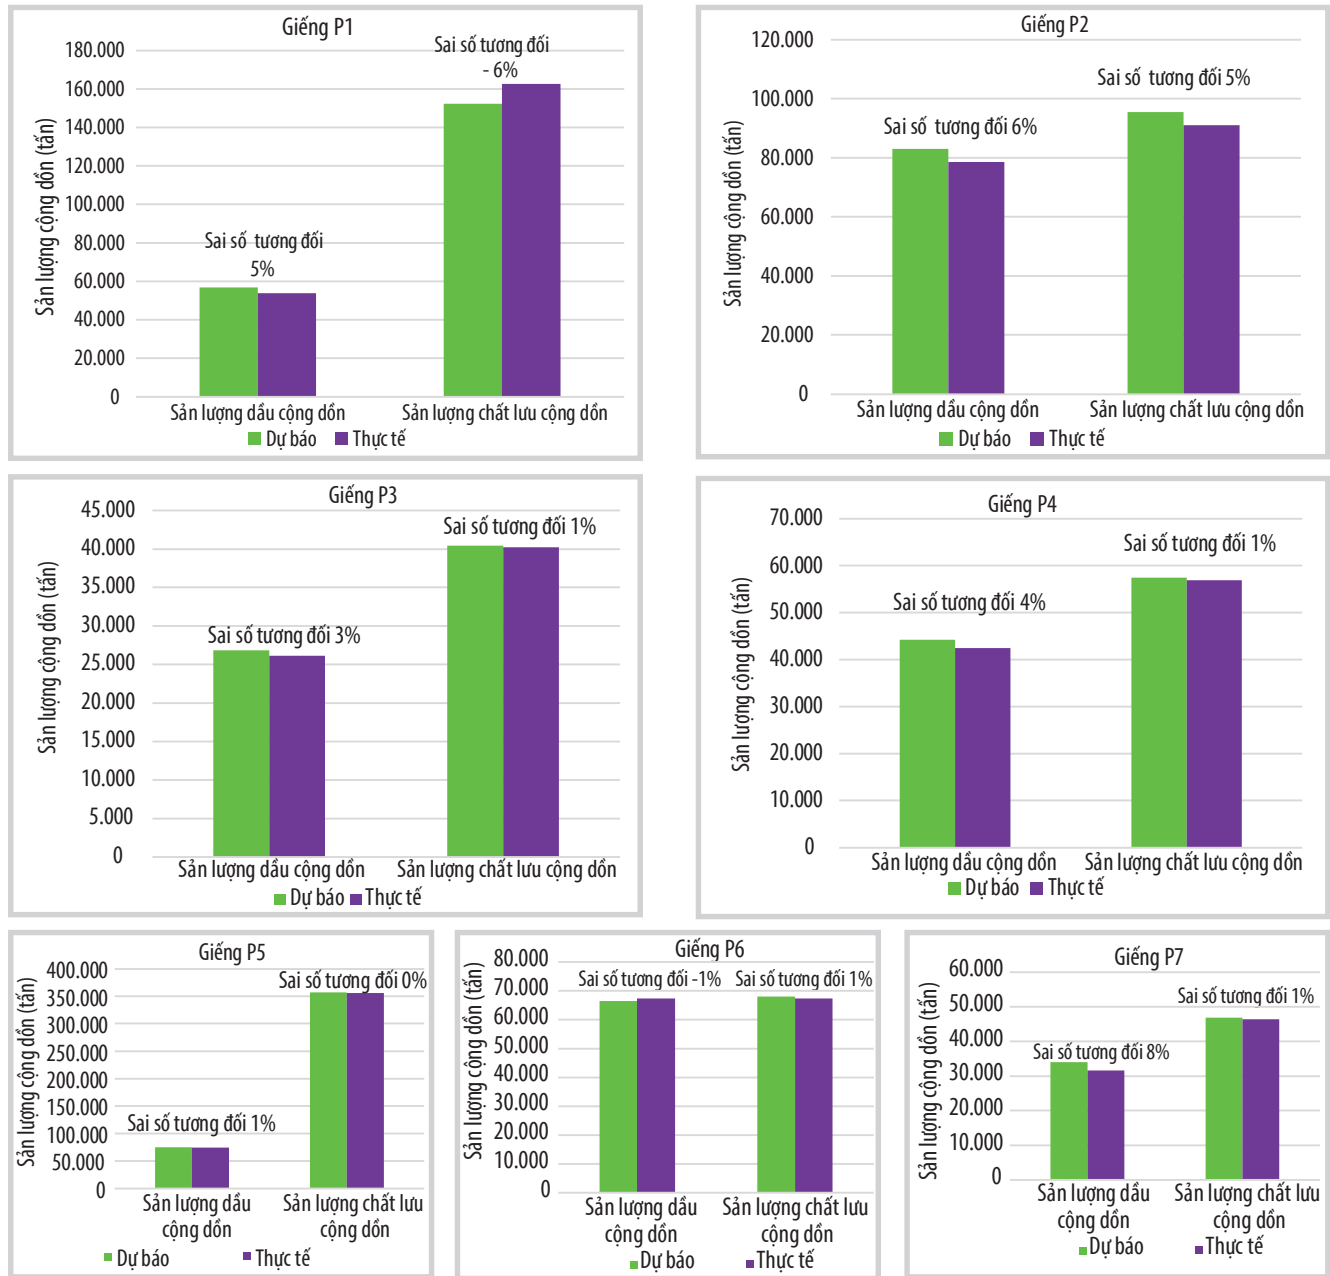 Giếng P1
Sản lượng cộng dồn (tấn)
180.000
160.000
140.000
120.000
100.000
80.000
60.000
40.000
20.000
0
Sai số tương đối
- 6%
Sai số tương đối
5%
Sản lượng dầu cộng dồn
Sản lượng chất lưu cộng dồn
Dự báo
Thực tế
Giếng P2
Sản lượng cộng dồn (tấn)
120.000
100.000
80.000
60.000
40.000
20.000
0
Sai số tương đối 6%
Sai số tương đối 5%
Sản lượng dầu cộng dồn
Sản lượng chất lưu cộng dồn
Dự báo
Thực tế
Giếng P3
Sản lượng cộng dồn (tấn)
45.000
40.000
35.000
30.000
25.000
20.000
15.000
10.000
5.000
0
Sai số tương đối 3%
Sai số tương đối 1%
Sản lượng dầu cộng dồn
Sản lượng chất lưu cộng dồn
Dự báo
Thực tế
Giếng P4
Sản lượng cộng dồn (tấn)
70.000
60.000
50.000
40.000
30.000
20.000
10.000
0
Sai số tương đối 4%
Sai số tương đối 1%
Sản lượng dầu cộng dồn
Sản lượng chất lưu cộng dồn
Dự báo
Thực tế
Giếng P5
Sản lượng cộng dồn (tấn)
400.000
350.000
300.000
250.000
200.000
150.000
100.000
50.000
0
Sai số tương đối 1%
Sai số tương đối 0%
Sản lượng dầu
cộng dồn
Sản lượng chất lưu
cộng dồn
Dự báo
Thực tế
Giếng P6
Sản lượng cộng dồn (tấn)
80.000
70.000
60.000
50.000
40.000
30.000
20.000
10.000
0
Sai số tương đối -1%
Sai số tương đối 1%
Sản lượng dầu
cộng dồn
Sản lượng chất lưu
cộng dồn
Dự báo
Thực tế
Giếng P7
Sản lượng cộng dồn (tấn)
60.000
50.000
40.000
30.000
20.000
10.000
0
Sai số tương đối 8%
Sai số tương đối 1%
Sản lượng dầu
cộng dồn
Sản lượng chất lưu
cộng dồn
Dự báo
Thực tế